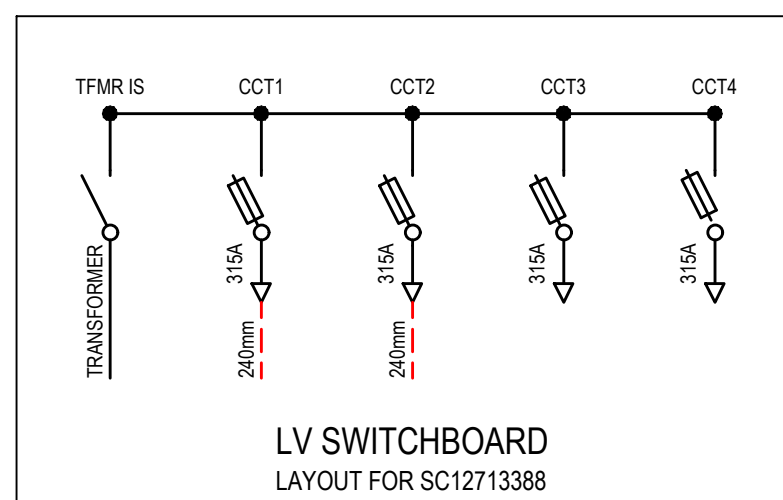 TFMR IS
CCT1
CCT2
CCT3
CCT4
TRANSFORMER
315A
315A
315A
315A
240mm
240mm
LV SWITCHBOARD
LAYOUT FOR SC12713388